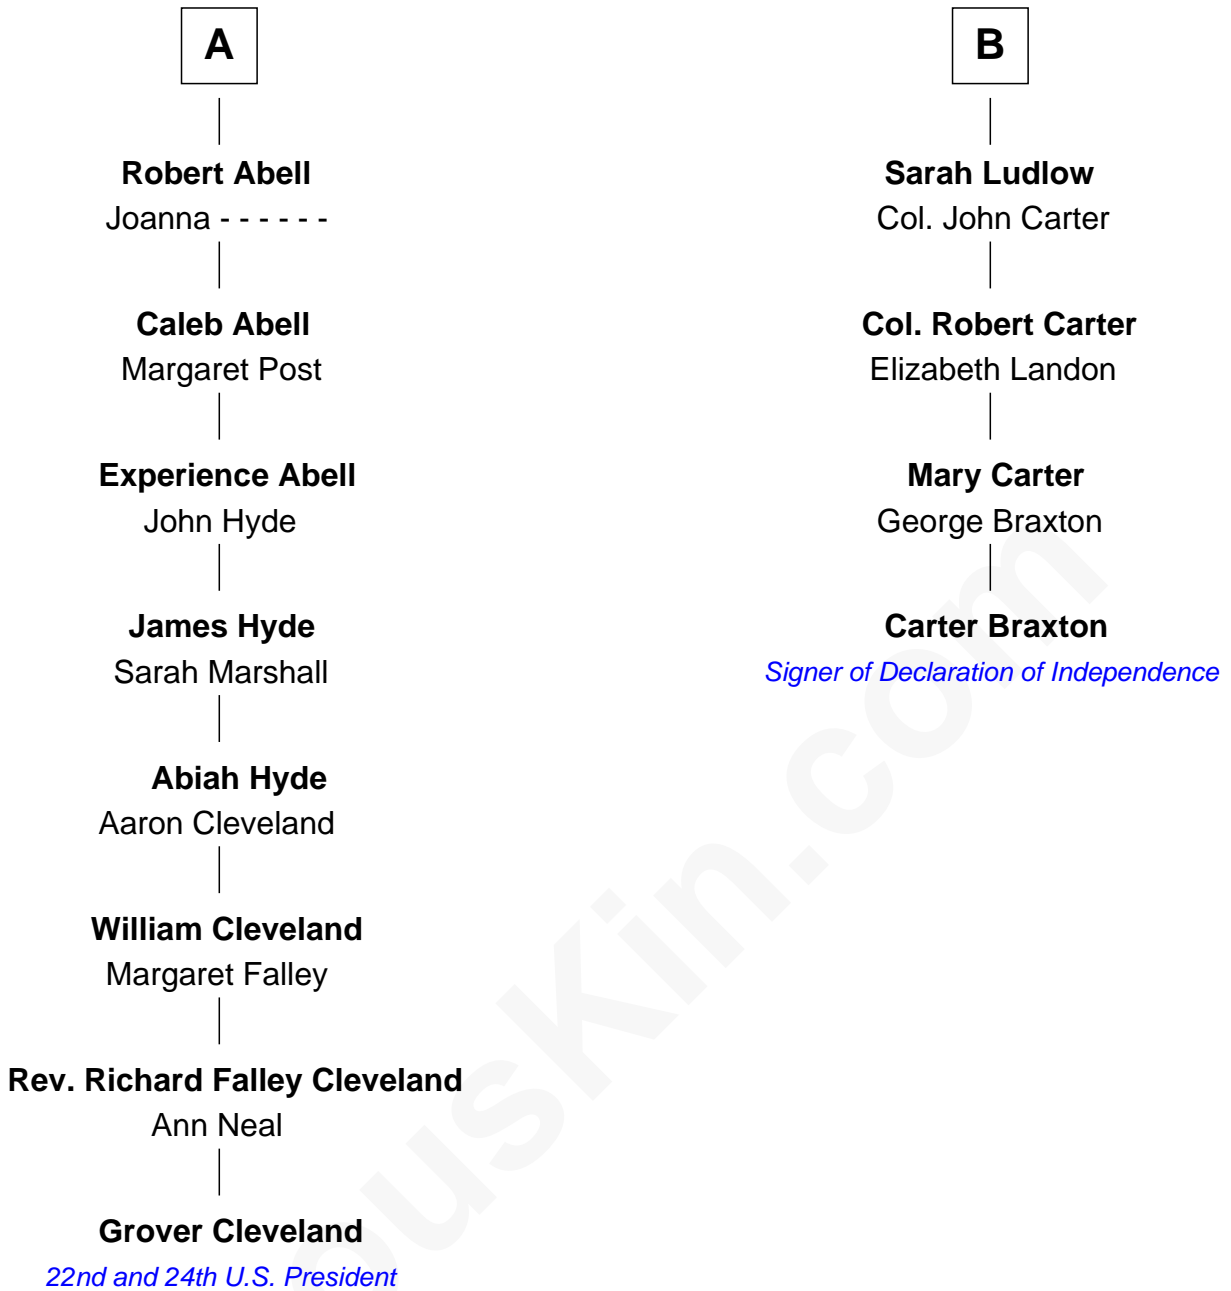 A
Robert Abell
Joanna - - - - - -
Caleb Abell
Margaret Post
Experience Abell
John Hyde
James Hyde
Sarah Marshall
Abiah Hyde
Aaron Cleveland
William Cleveland
Margaret Falley
Rev. Richard Falley Cleveland
Ann Neal
Grover Cleveland
22nd and 24th U.S. President
B
Sarah Ludlow
Col. John Carter
Col. Robert Carter
Elizabeth Landon
Mary Carter
George Braxton
Carter Braxton
Signer of Declaration of Independence
usKin.com